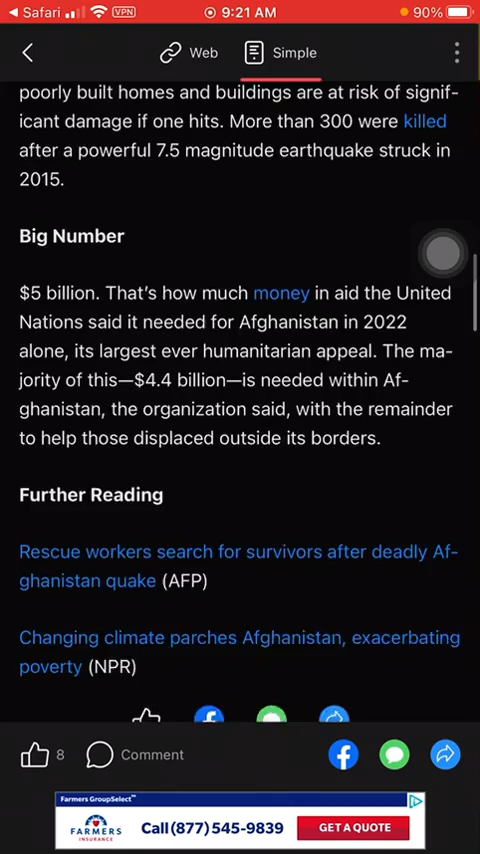 Safari VPN 9:21 AM 90%
Web Simple
poorly built homes and buildings are at risk of signif-
icant damage if one hits. More than 300 were killed
after a powerful 7.5 magnitude earthquake struck in
2015.
Big Number
$5 billion. That’s how much money in aid the United
Nations said it needed for Afghanistan in 2022
alone, its largest ever humanitarian appeal. The ma-
jority of this—$4.4 billion—is needed within Af-
ghanistan, the organization said, with the remainder
to help those displaced outside its borders.
Further Reading
Rescue workers search for survivors after deadly Af-
ghanistan quake (AFP)
Changing climate parches Afghanistan, exacerbating
poverty (NPR)
8 Comment
Farmers GroupSelect™
FARMERS
INSURANCE
Call (877) 545-9839
GET A QUOTE